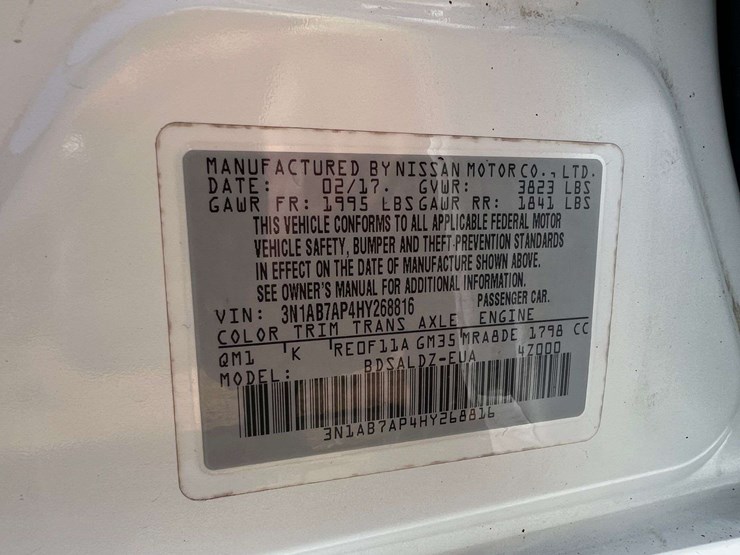 MANUFACTURED BY NISSAN MOTOR CO., LTD.
DATE: 02/17. GVWR: 3823 LBS
GAWR FR: 1995 LBS GAWR RR: 1841 LBS
THIS VEHICLE CONFORMS TO ALL APPLICABLE FEDERAL MOTOR
VEHICLE SAFETY, BUMPER AND THEFT PREVENTION STANDARDS
IN EFFECT ON THE DATE OF MANUFACTURE SHOWN ABOVE.
SEE OWNER'S MANUAL FOR ADDITIONAL INFORMATION.
VIN: 3N1AB7AP4HY268816 PASSENGER CAR.
COLOR TRIM TRANS AXLE ENGINE
QM1 K RE0F11A GM35 MRA8DE 1798 CC
MODEL: BDSALDZ-EUA 4Z000
3N1AB7AP4HY268816